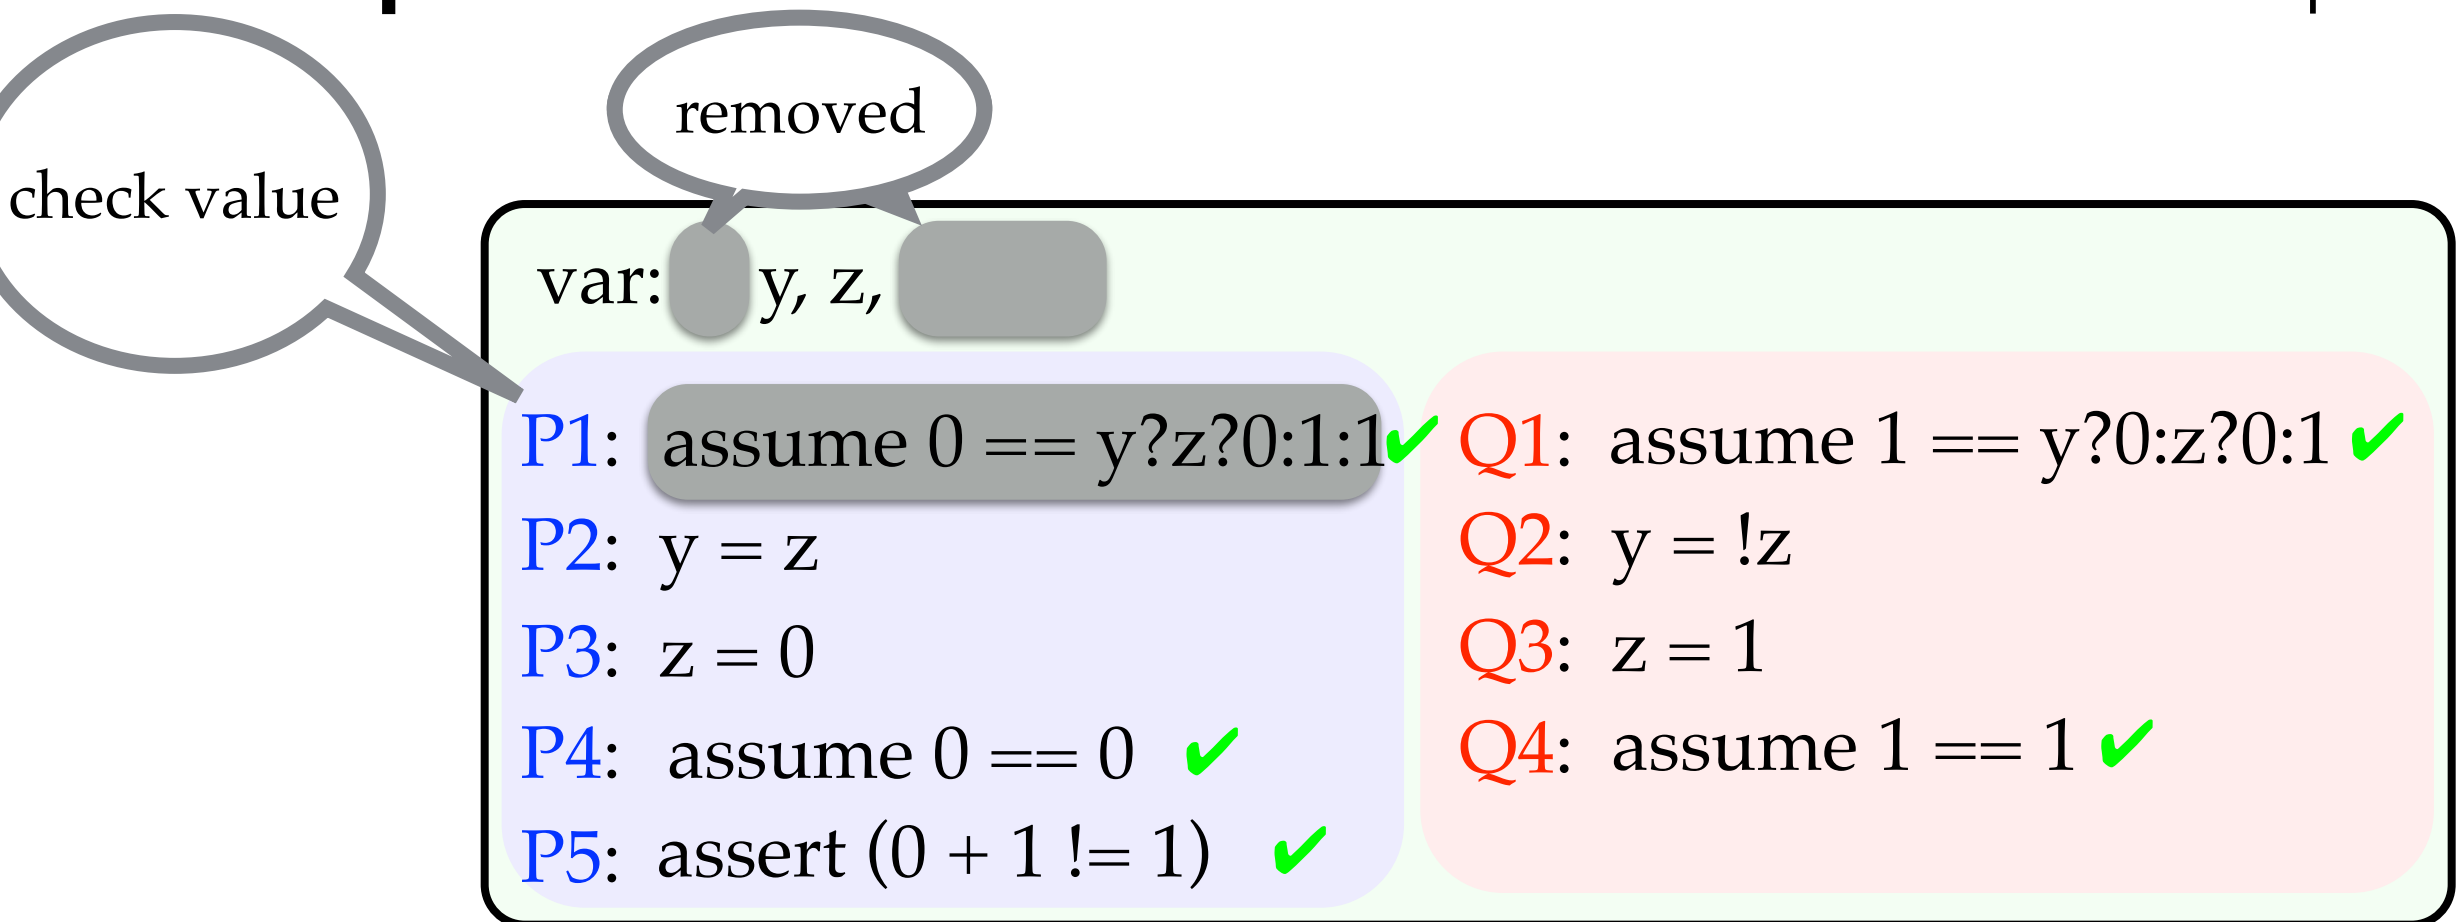 removed
check value
var: y, z,
P1: assume 0 == y?z?0:1:1✔
P2: y = z
P3: z = 0
P4: assume 0 == 0 ✔
P5: assert (0 + 1 != 1) ✔
Q1: assume 1 == y?0:z?0:1 ✔
Q2: y = !z
Q3: z = 1
Q4: assume 1 == 1 ✔